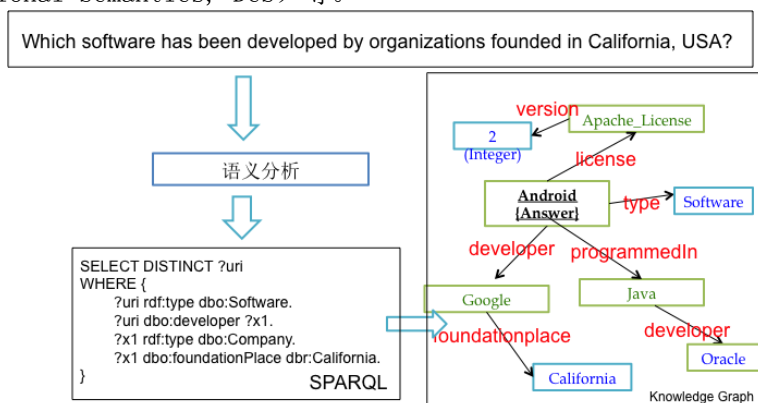 Semantics, DCS) 等。
Which software has been developed by organizations founded in California, USA?
语义分析
SELECT DISTINCT ?uri
WHERE {
?uri rdf:type dbo:Software.
?uri dbo:developer ?x1.
?x1 rdf:type dbo:Company.
?x1 dbo:foundationPlace dbr:California.
}
SPARQL
version
Apache_License
2
(Integer)
license
Android
{Answer}
type
Software
developer
programmedIn
Google
Java
foundationplace
developer
California
Oracle
Knowledge Graph